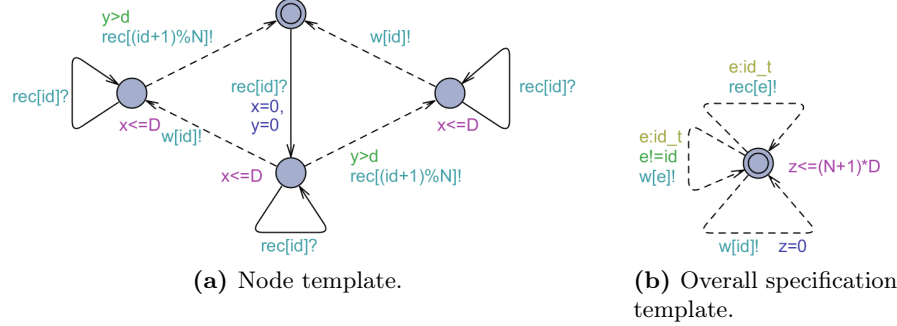 y>d
rec[(id+1)%N]!
w[id]!
rec[id]?
rec[id]?
x=0,
y=0
rec[id]?
x<=D
w[id]!
x<=D
y>d
rec[(id+1)%N]!
x<=D
rec[id]?
(a) Node template.
e:id_t
rec[e]!
e:id_t
e!=id
w[e]!
z<=(N+1)*D
w[id]! z=0
(b) Overall specification
template.